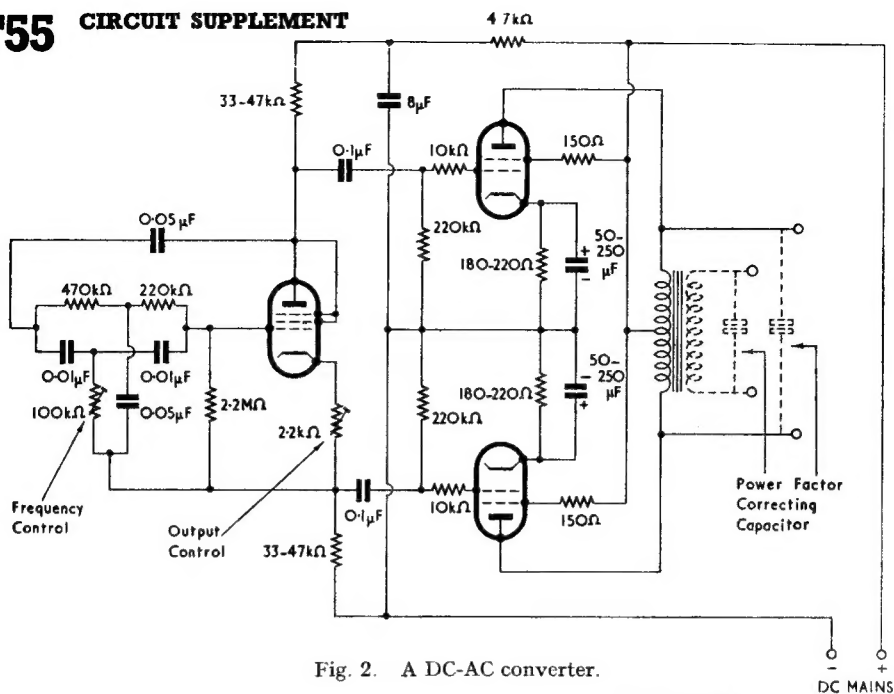 '55 CIRCUIT SUPPLEMENT
4·7kΩ
33-47kΩ
8μF
0·1μF
10kΩ
150Ω
0·05μF
220kΩ
50-
250
μF
+
-
180-220Ω
470kΩ
220kΩ
0·01μF
0·01μF
100kΩ
0·05μF
2·2MΩ
2·2kΩ
180-220Ω
50-
250
μF
-
+
220kΩ
Frequency
Control
Output
Control
0·1μF
10kΩ
150Ω
33-47kΩ
Power Factor
Correcting
Capacitor
Fig. 2. A DC-AC converter.
- +
DC MAINS